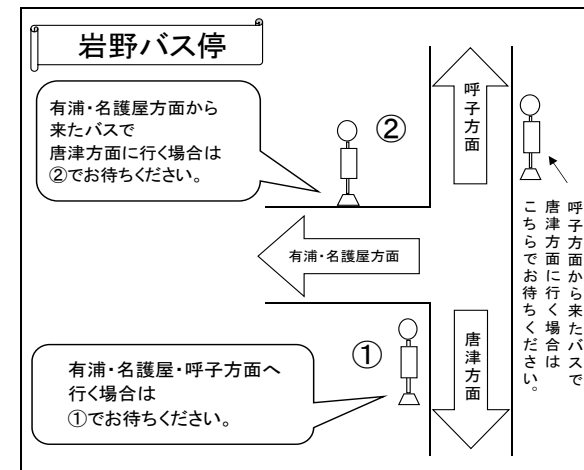 岩野バス停
有浦・名護屋方面から
来たバスで
唐津方面に行く場合は
②でお待ちください。
②
呼子方面
呼子方面から来たバスで
唐津方面に行く場合は
こちらでお待ちください。
有浦・名護屋方面
有浦・名護屋・呼子方面へ
行く場合は
①でお待ちください。
①
唐津方面